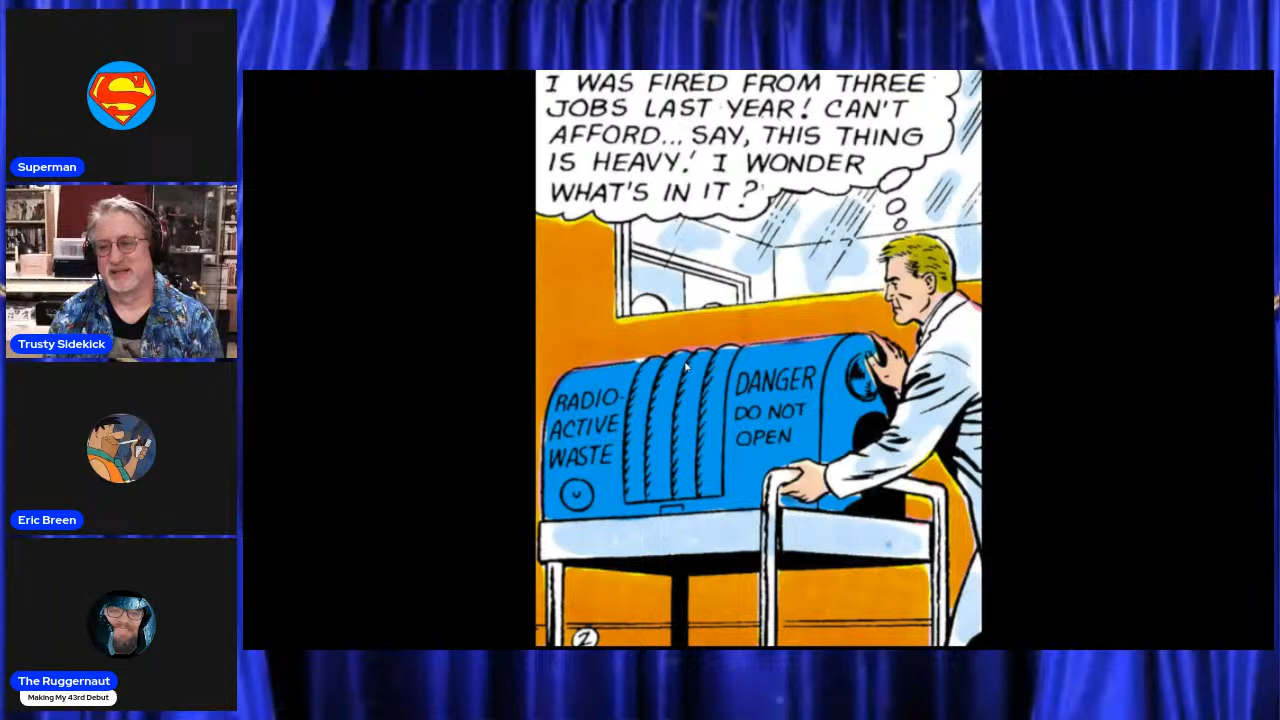 Superman
Trusty Sidekick
Eric Breen
The Ruggernaut
Making My 43rd Debut
I WAS FIRED FROM THREE
JOBS LAST YEAR! CAN'T
AFFORD... SAY, THIS THING
IS HEAVY! I WONDER
WHAT'S IN IT?
RADIO-
ACTIVE
WASTE
DANGER
DO NOT
OPEN
2